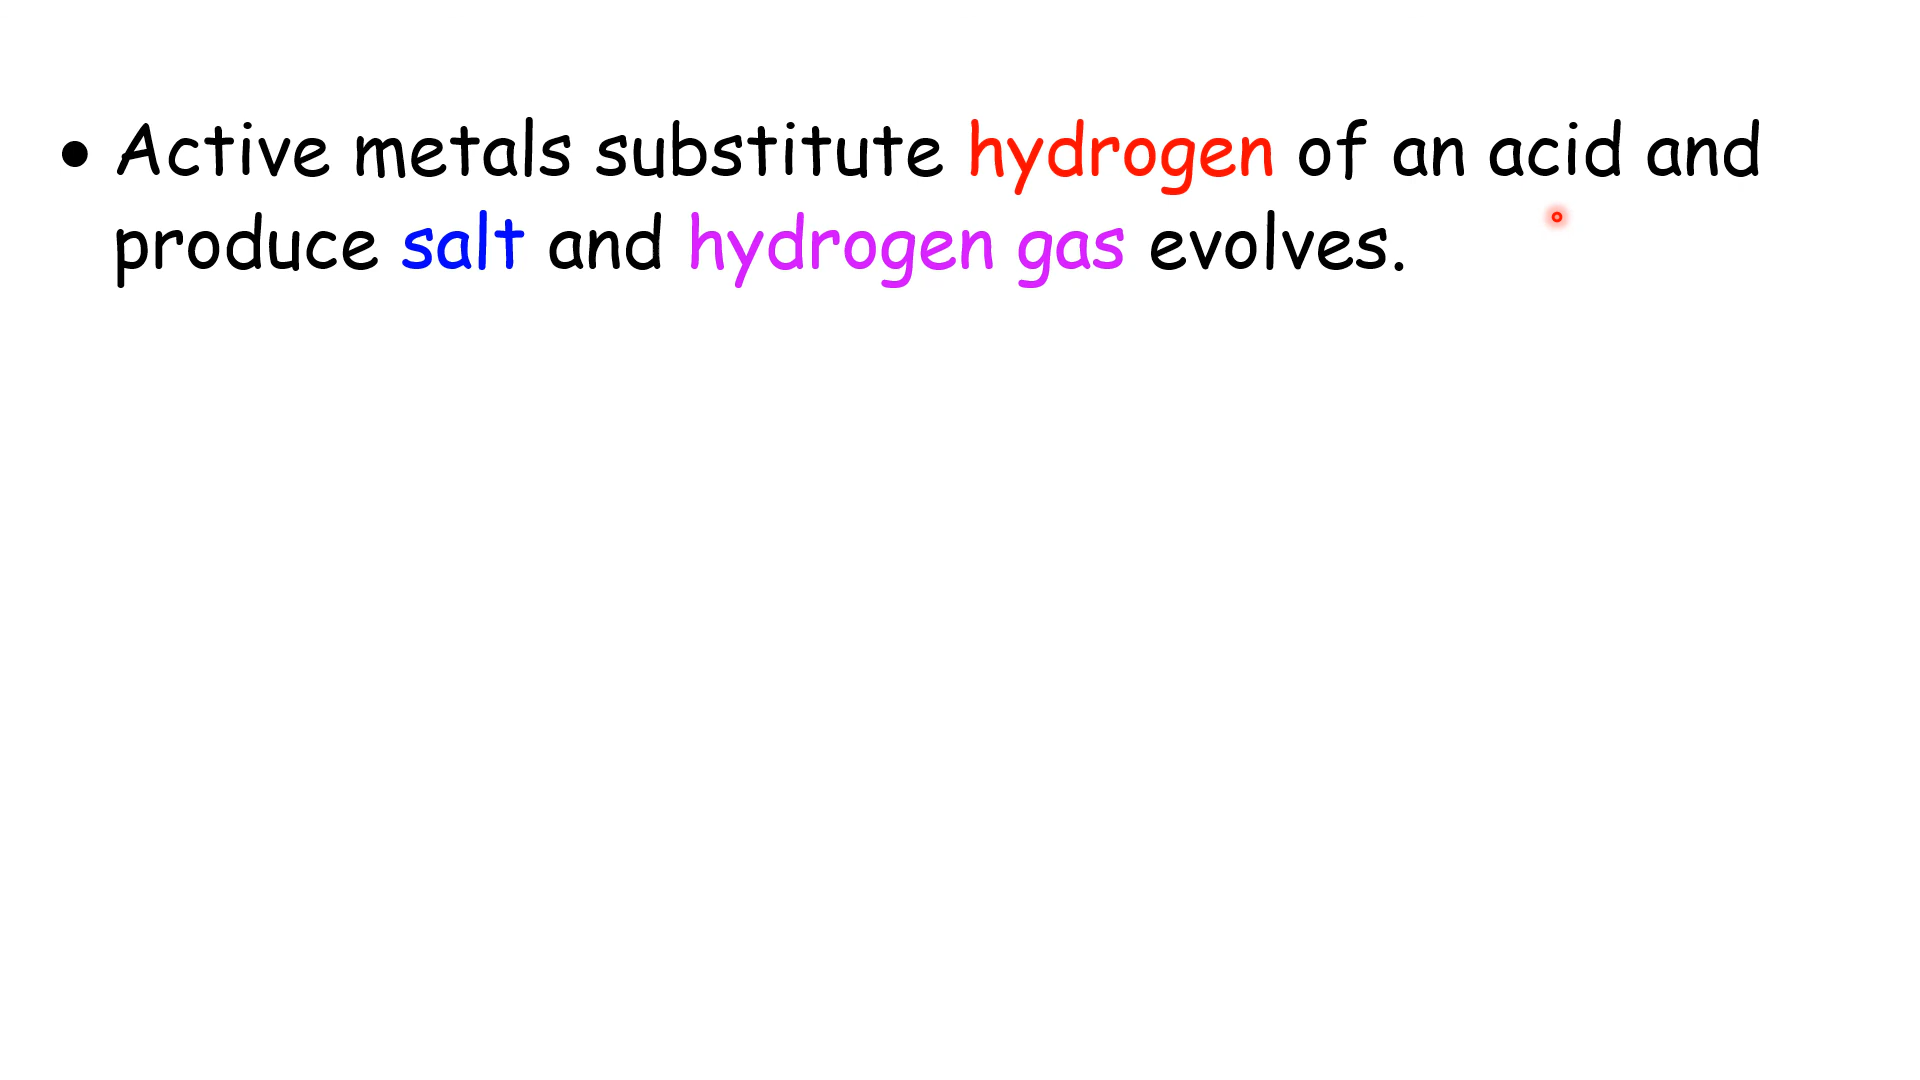 • Active metals substitute hydrogen of an acid and
produce salt and hydrogen gas evolves.